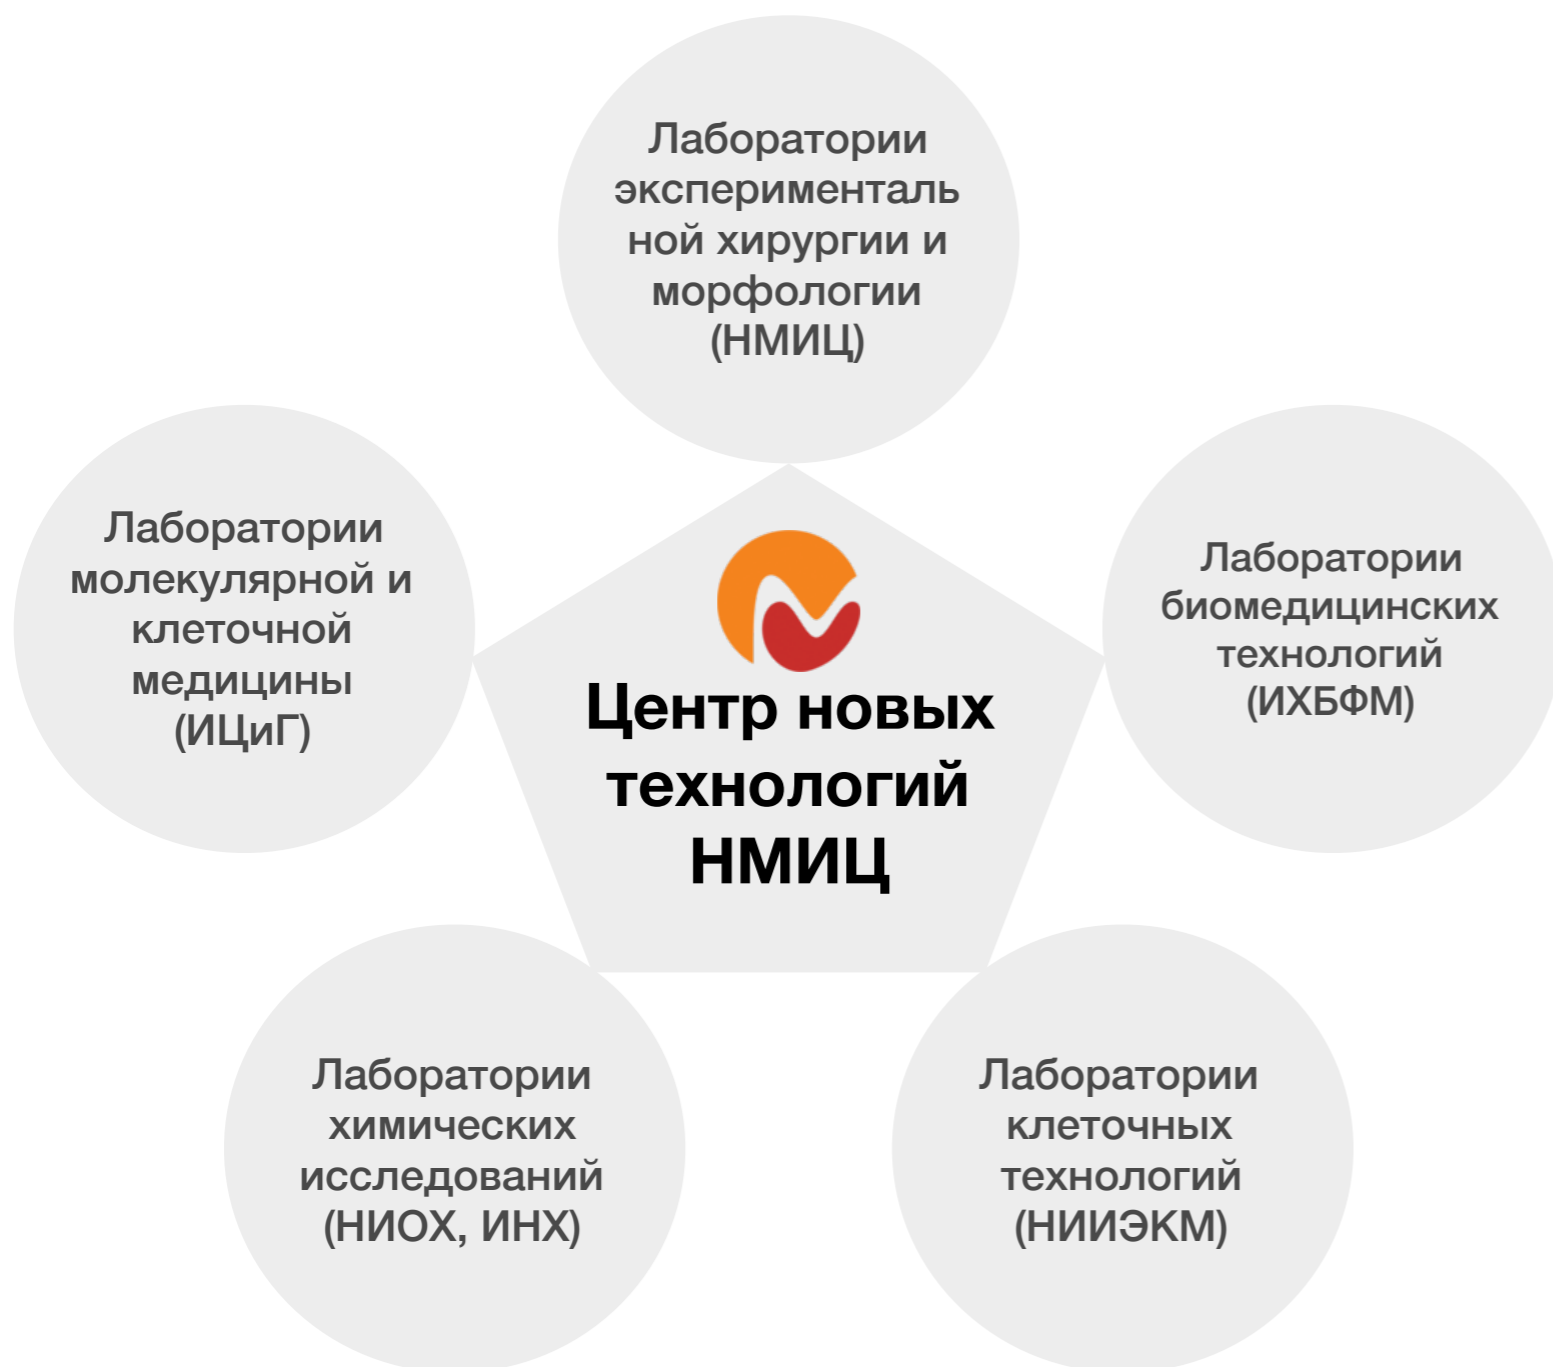 Лаборатории
эксперименталь
ной хирургии и
морфологии
(НМИЦ)
Лаборатории
молекулярной и
клеточной
медицины
(ИЦиГ)
Лаборатории
биомедицинских
технологий
(ИХБФМ)
Центр новых
технологий
НМИЦ
Лаборатории
химических
исследований
(НИОХ, ИНХ)
Лаборатории
клеточных
технологий
(НИИЭКМ)